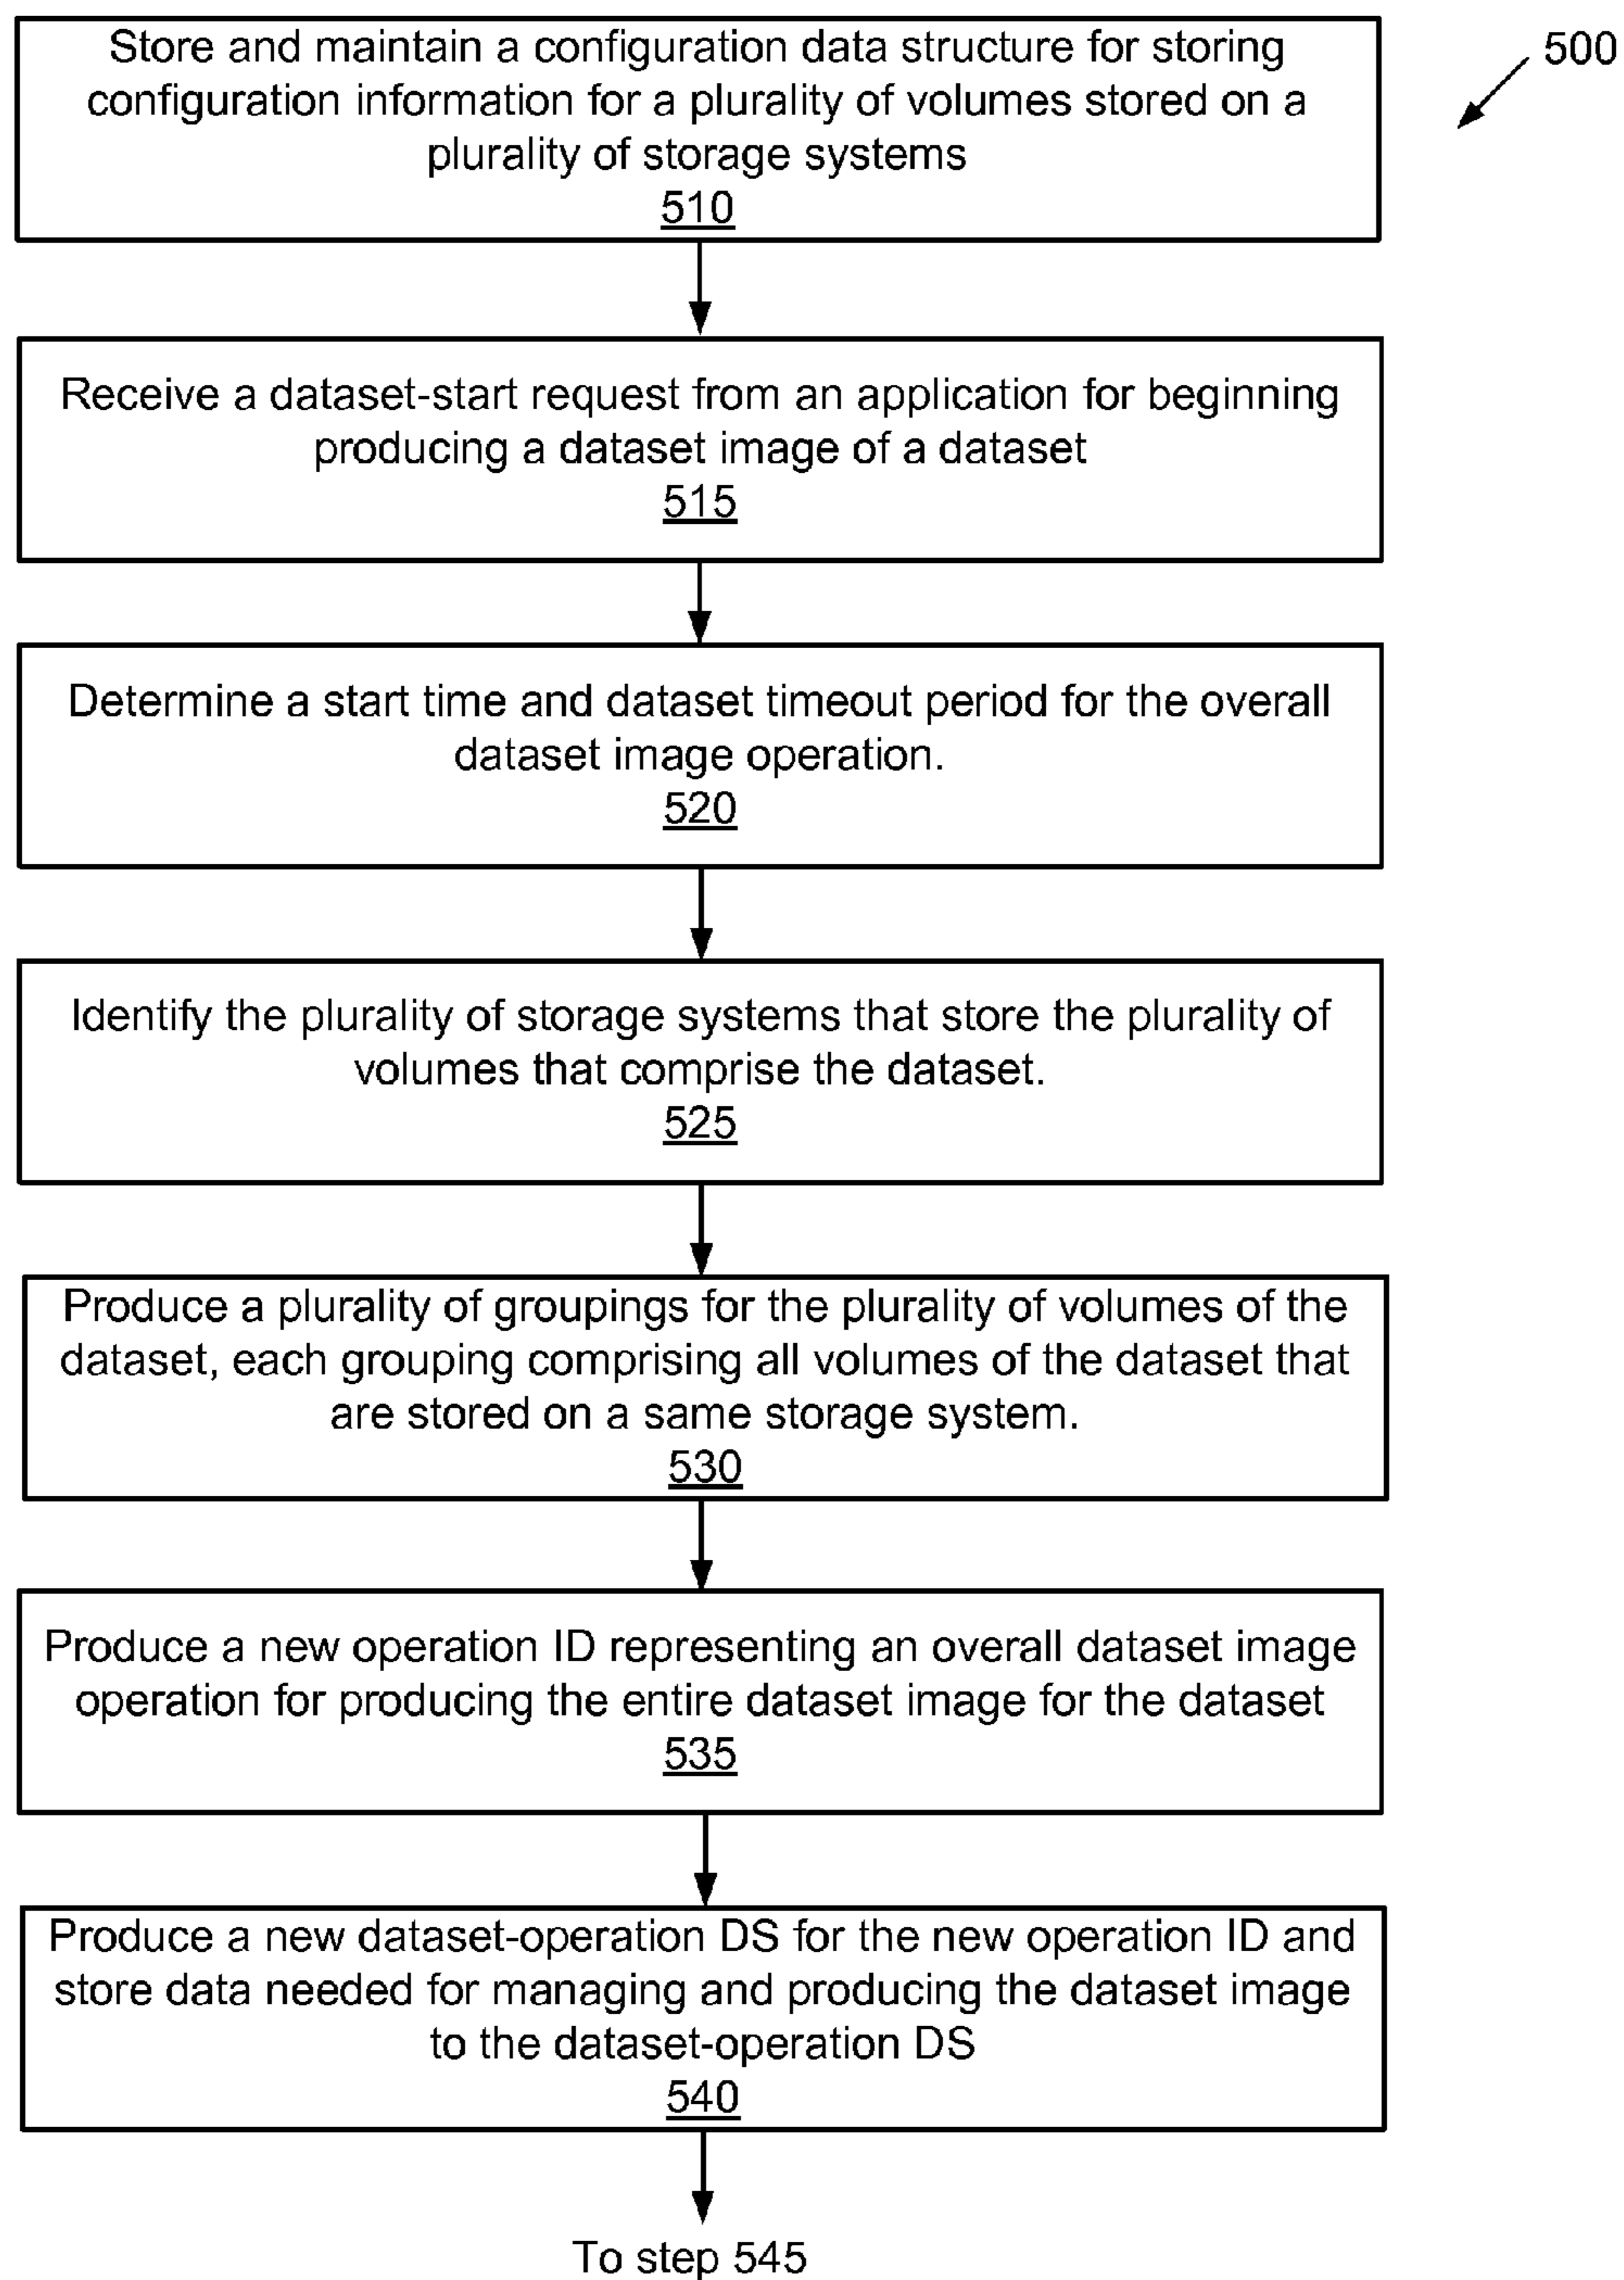 Store and maintain a configuration data structure for storing
configuration information for a plurality of volumes stored on a
plurality of storage systems
510
500
Receive a dataset-start request from an application for beginning
producing a dataset image of a dataset
515
Determine a start time and dataset timeout period for the overall
dataset image operation.
520
Identify the plurality of storage systems that store the plurality of
volumes that comprise the dataset.
525
Produce a plurality of groupings for the plurality of volumes of the
dataset, each grouping comprising all volumes of the dataset that
are stored on a same storage system.
530
Produce a new operation ID representing an overall dataset image
operation for producing the entire dataset image for the dataset
535
Produce a new dataset-operation DS for the new operation ID and
store data needed for managing and producing the dataset image
to the dataset-operation DS
540
To step 545